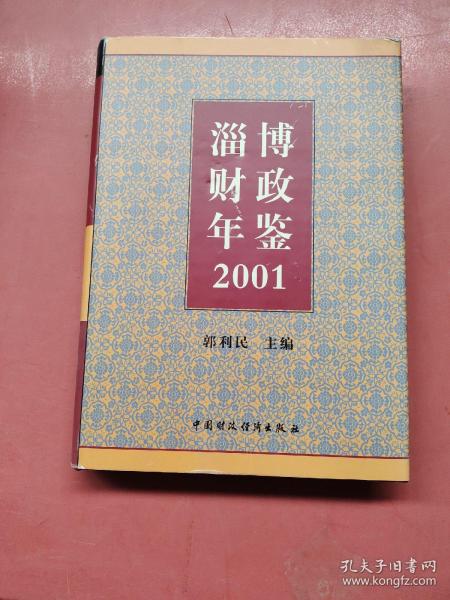 淄博
财政
年鉴
2001
郭利民 主编
中国财政经济出版社
孔夫子旧书网
www.kongfz.com